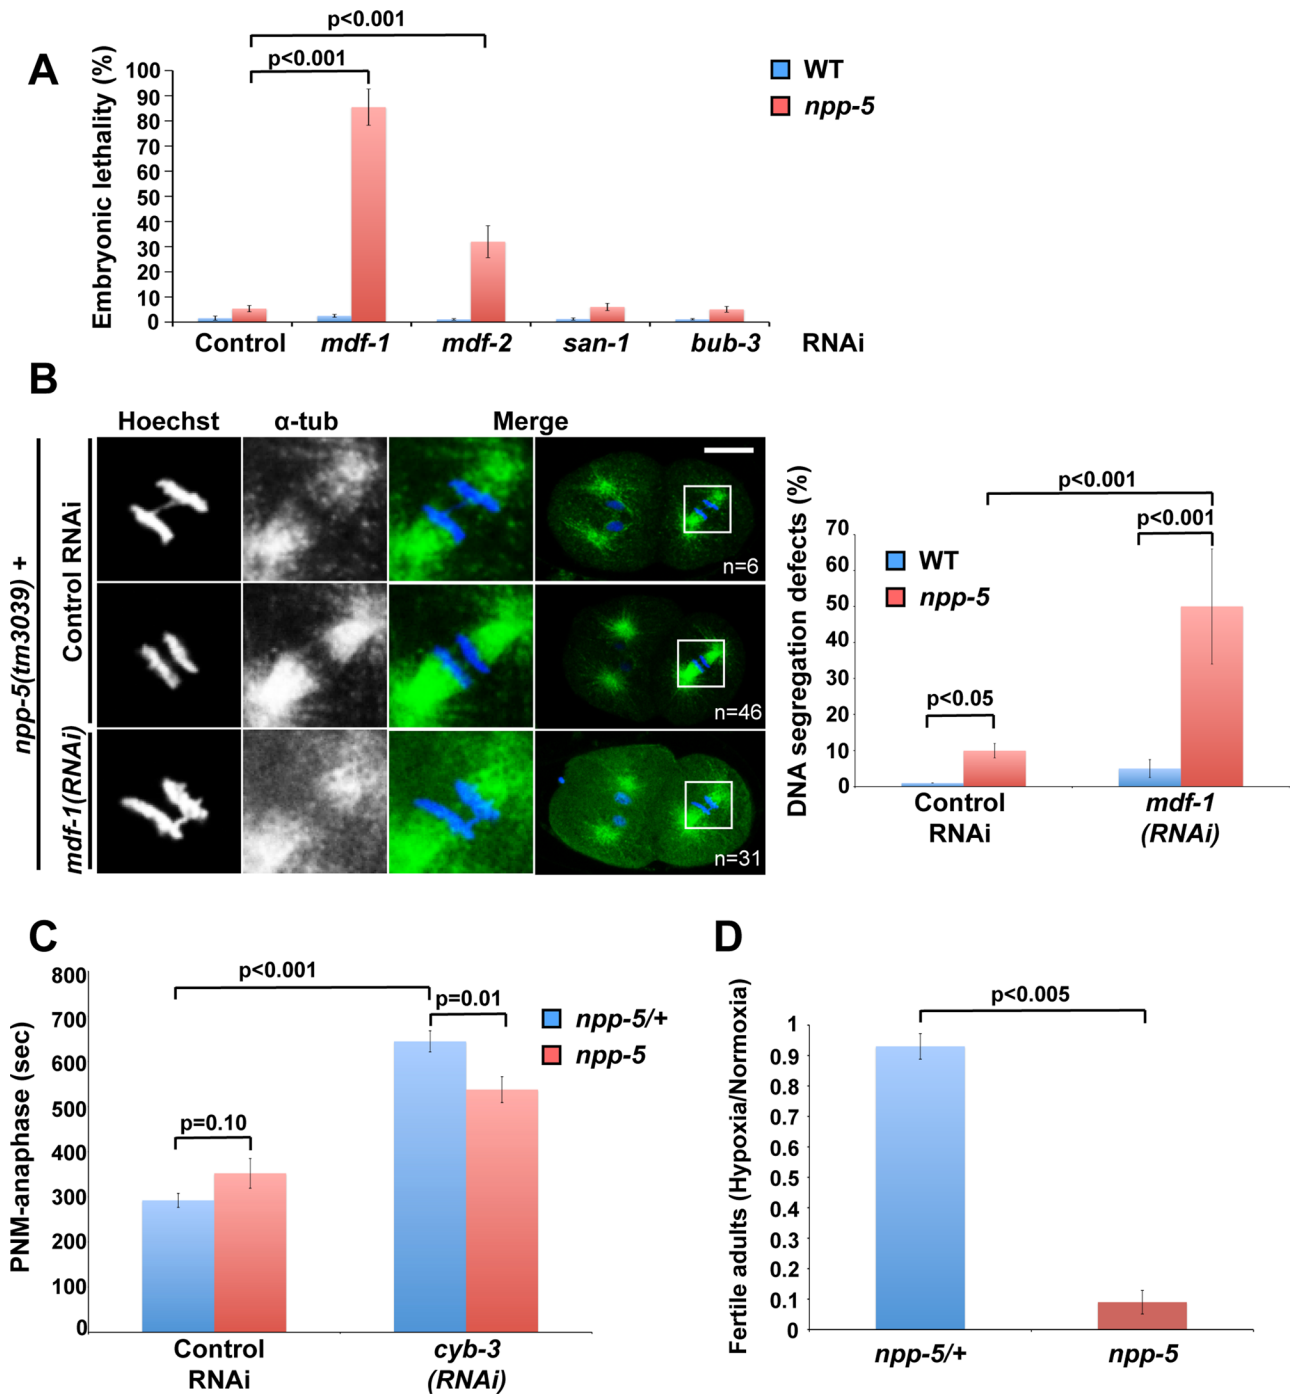 A
p<0.001
p<0.001
Embryonic lethality (%)
100
90
80
70
60
50
40
30
20
10
0
Control
mdf-1
mdf-2
san-1
bub-3
RNAi
WT
npp-5
B
Hoechst
α-tub
Merge
npp-5(tm3039) +
Control RNAi
mdf-1(RNAi)
n=6
n=46
n=31
DNA segregation defects (%)
70
60
50
40
30
20
10
0
p<0.001
p<0.001
p<0.05
WT
npp-5
Control
RNAi
mdf-1
(RNAi)
C
PNM-anaphase (sec)
800
700
600
500
400
300
200
100
0
p<0.001
p=0.01
p=0.10
npp-5/+
npp-5
Control
RNAi
cyb-3
(RNAi)
D
Fertile adults (Hypoxia/Normoxia)
1
0.9
0.8
0.7
0.6
0.5
0.4
0.3
0.2
0.1
0
p<0.005
npp-5/+
npp-5